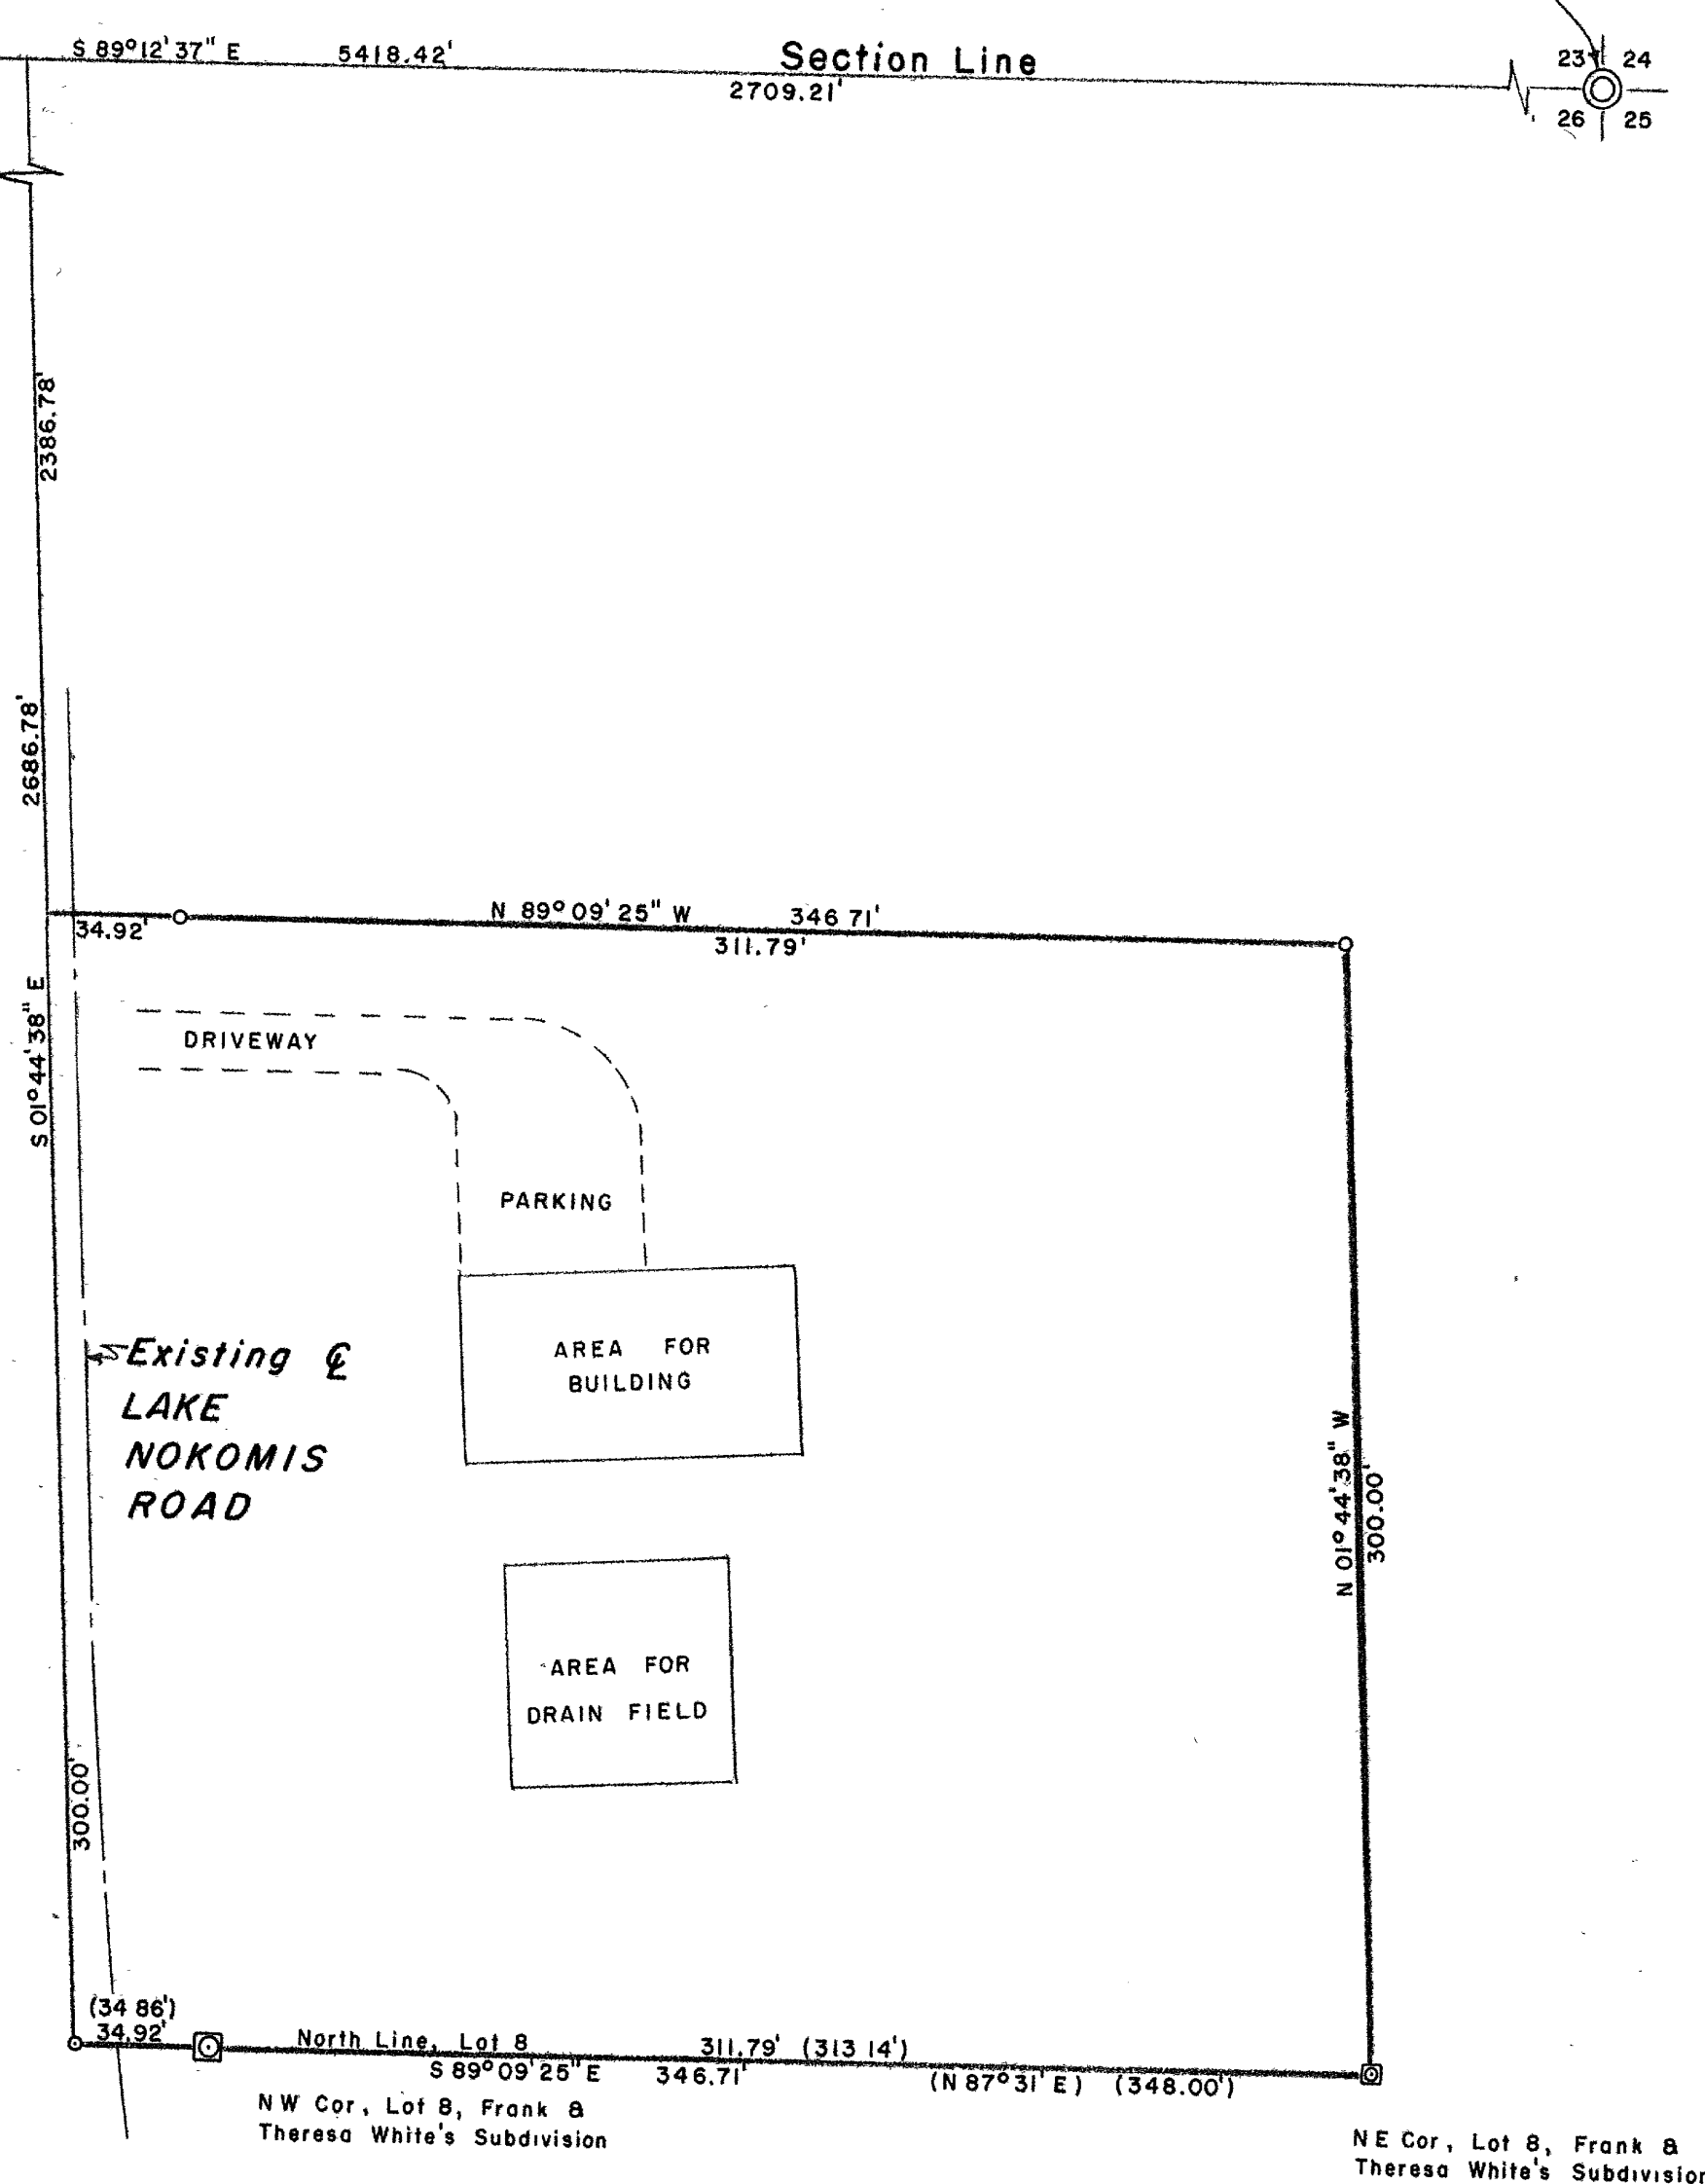 S 89°12'37" E 5418.42' Section Line
2709.21'
23 24
26 25
2386.78'
2686.78'
N 89°09'25" W 346 71'
34.92' 311.79'
S 01°44'38" E
DRIVEWAY
PARKING
AREA FOR
BUILDING
Existing ℄
LAKE
NOKOMIS
ROAD
N 01°44'38" W
300.00'
AREA FOR
DRAIN FIELD
300.00'
(34 86')
34.92' North Line, Lot 8 311.79' (313 14')
S 89°09'25" E 346.71' (N 87°31' E) (348.00')
N W Cor, Lot 8, Frank &
Theresa White's Subdivision
N E Cor, Lot 8, Frank &
Theresa White's Subdivision